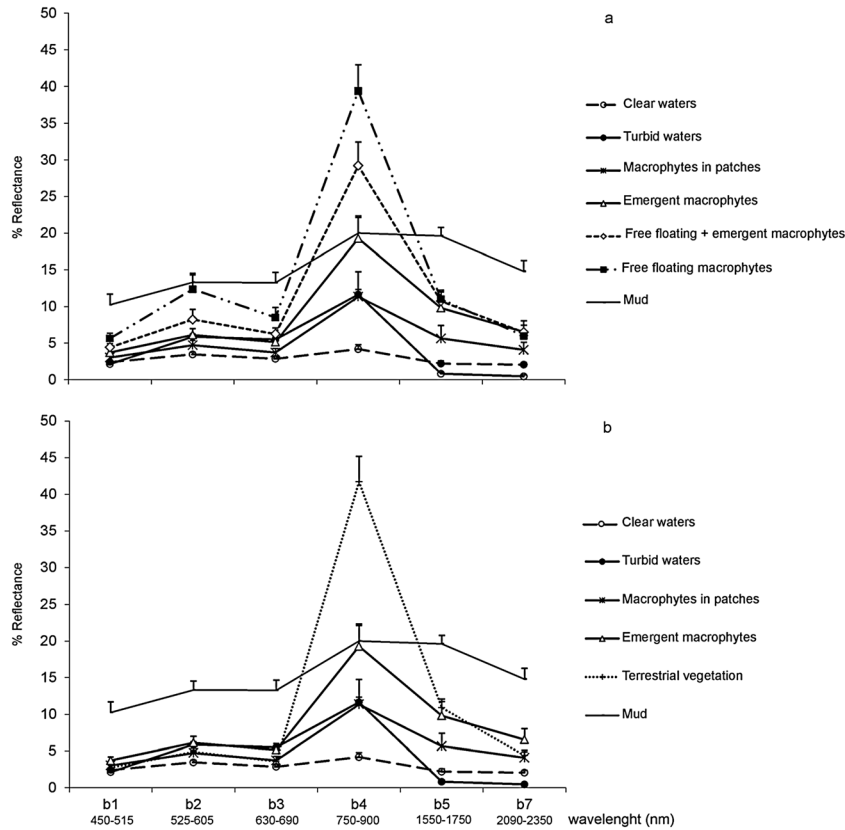 a
% Reflectance
50
45
40
35
30
25
20
15
10
5
0
Clear waters
Turbid waters
Macrophytes in patches
Emergent macrophytes
Free floating + emergent macrophytes
Free floating macrophytes
Mud
b
% Reflectance
50
45
40
35
30
25
20
15
10
5
0
Clear waters
Turbid waters
Macrophytes in patches
Emergent macrophytes
Terrestrial vegetation
Mud
b1 b2 b3 b4 b5 b7
450-515 525-605 630-690 750-900 1550-1750 2090-2350 wavelenght (nm)